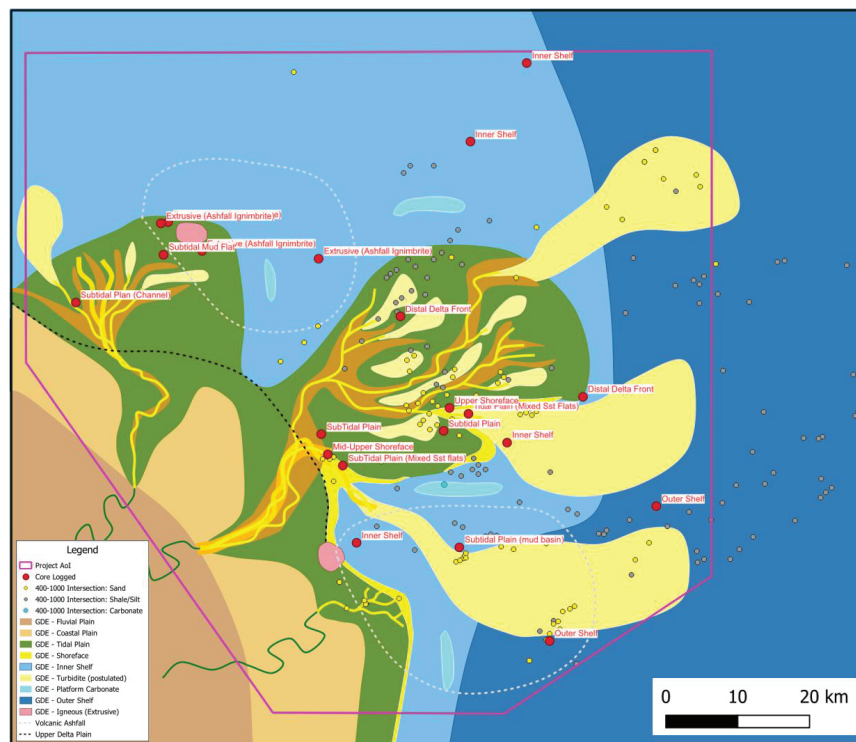 Inner Shelf
Inner Shelf
Extrusive (Ashfall Ignimbrite)
Subtidal Mud Flat
(Ashfall Ignimbrite)
Extrusive (Ashfall Ignimbrite)
Subtidal Plan (Channel)
Distal Delta Front
Distal Delta Front
Upper Shoreface
Plain (Mixed Sst Flats)
SubTidal Plain
Subtidal Plain
Inner Shelf
Mid-Upper Shoreface
SubTidal Plain (Mixed Sst flats)
Outer Shelf
Inner Shelf
Subtidal Plain (mud basin)
Outer Shelf
Legend
Project AoI
Core Logged
400-1000 Intersection: Sand
400-1000 Intersection: Shale/Silt
400-1000 Intersection: Carbonate
GDE - Fluvial Plain
GDE - Coastal Plain
GDE - Tidal Plain
GDE - Shoreface
GDE - Inner Shelf
GDE - Turbidite (postulated)
GDE - Platform Carbonate
GDE - Outer Shelf
GDE - Igneous (Extrusive)
Volcanic Ashfall
Upper Delta Plain
0 10 20 km